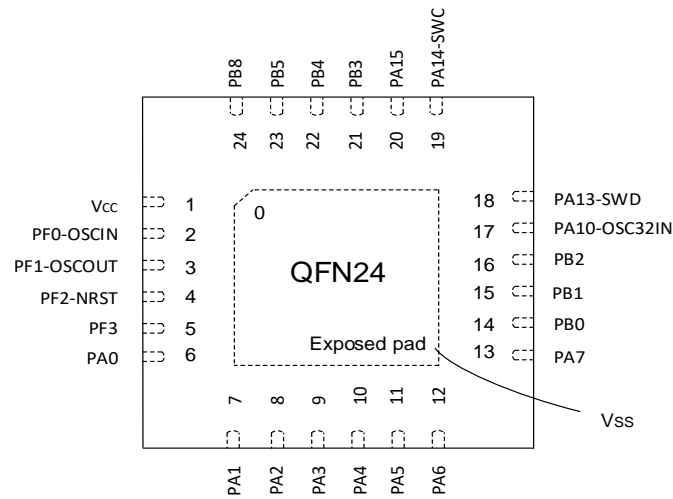 PB8
PB5
PB4
PB3
PA15
PA14-SWC
24
23
22
21
20
19
Vcc 1
PF0-OSCIN 2
PF1-OSCOUT 3
PF2-NRST 4
PF3 5
PA0 6
0
QFN24
Exposed pad
18 PA13-SWD
17 PA10-OSC32IN
16 PB2
15 PB1
14 PB0
13 PA7
Vss
7
8
9
10
11
12
PA1
PA2
PA3
PA4
PA5
PA6